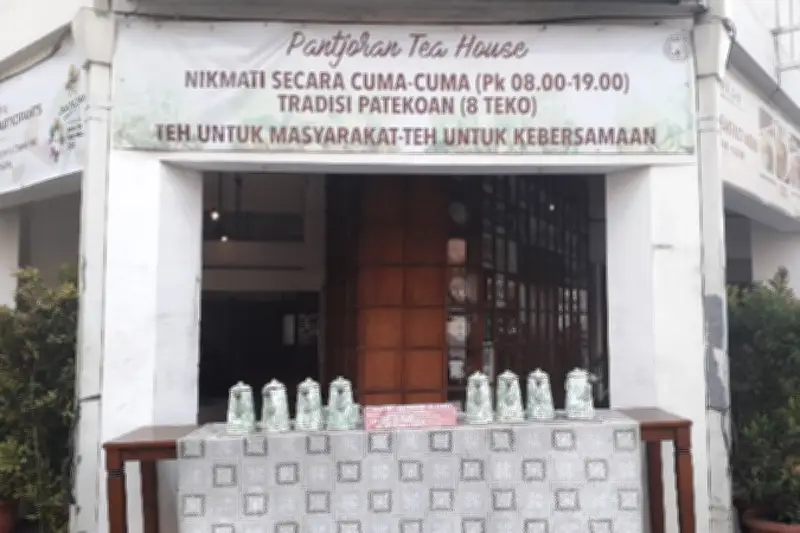 Pantjoran Tea House
NIKMATI SECARA CUMA-CUMA (Pk 08.00-19.00)
TRADISI PATEKOAN (8 TEKO)
TEH UNTUK MASYARAKAT-TEH UNTUK KEBERSAMAAN
PARTICIPANTS